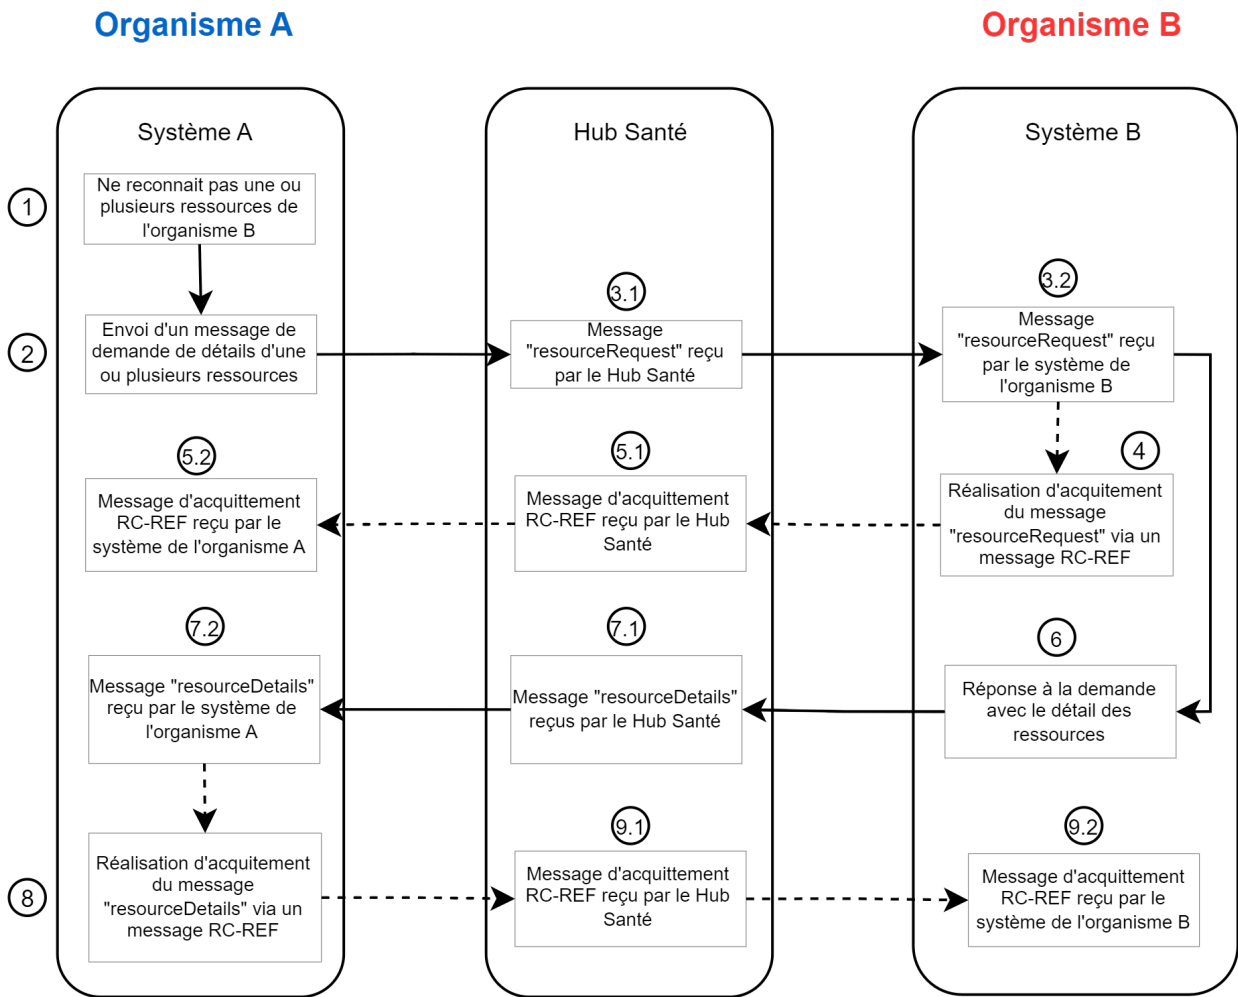 Organisme A
Organisme B
Système A
Hub Santé
Système B
1
Ne reconnait pas une ou
plusieurs ressources de
l'organisme B
2
Envoi d'un message de
demande de détails d'une
ou plusieurs ressources
3.1
Message
"resourceRequest" reçu
par le Hub Santé
3.2
Message
"resourceRequest" reçu
par le système de
l'organisme B
5.2
Message d'acquittement
RC-REF reçu par le
système de l'organisme A
5.1
Message d'acquittement
RC-REF reçu par le Hub
Santé
4
Réalisation d'acquitement
du message
"resourceRequest" via un
message RC-REF
7.2
Message "resourceDetails"
reçu par le système de
l'organisme A
7.1
Message "resourceDetails"
reçus par le Hub Santé
6
Réponse à la demande
avec le détail des
ressources
8
Réalisation d'acquitement
du message
"resourceDetails" via un
message RC-REF
9.1
Message d'acquittement
RC-REF reçu par le Hub
Santé
9.2
Message d'acquittement
RC-REF reçu par le
système de l'organisme B